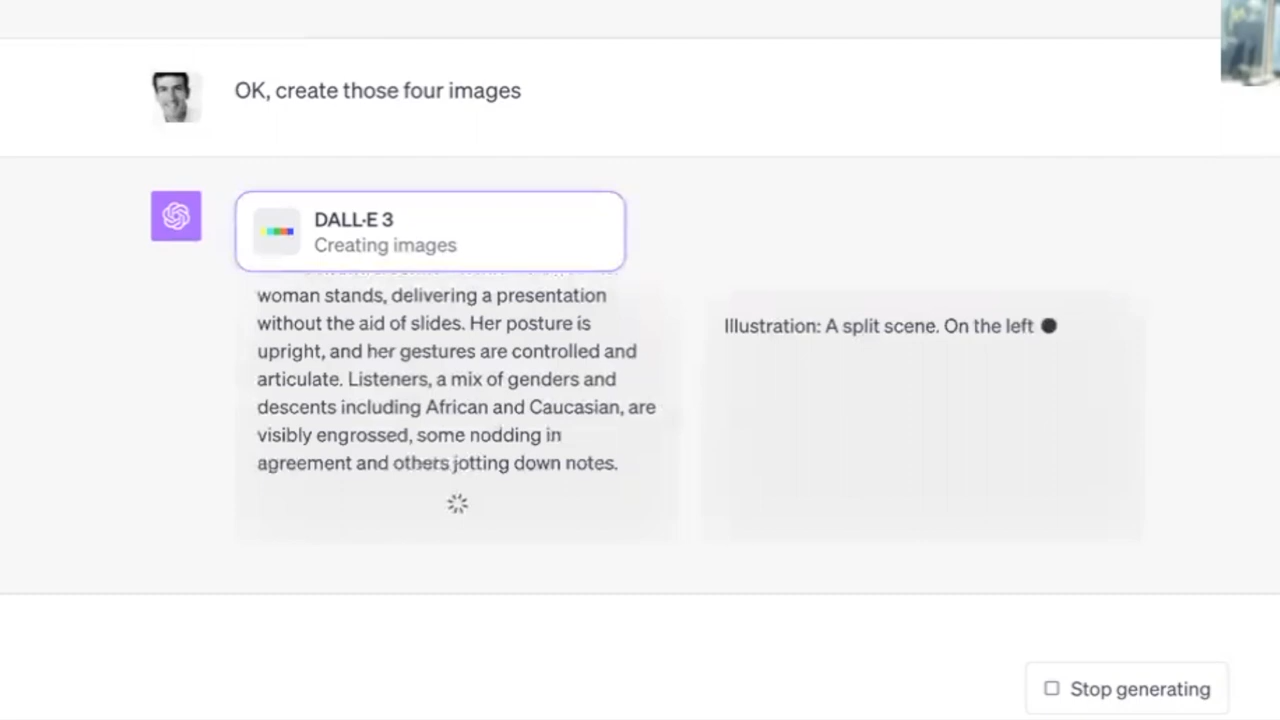 OK, create those four images
DALL·E 3
Creating images
woman stands, delivering a presentation
without the aid of slides. Her posture is
upright, and her gestures are controlled and
articulate. Listeners, a mix of genders and
descents including African and Caucasian, are
visibly engrossed, some nodding in
agreement and others jotting down notes.
Illustration: A split scene. On the left
Stop generating